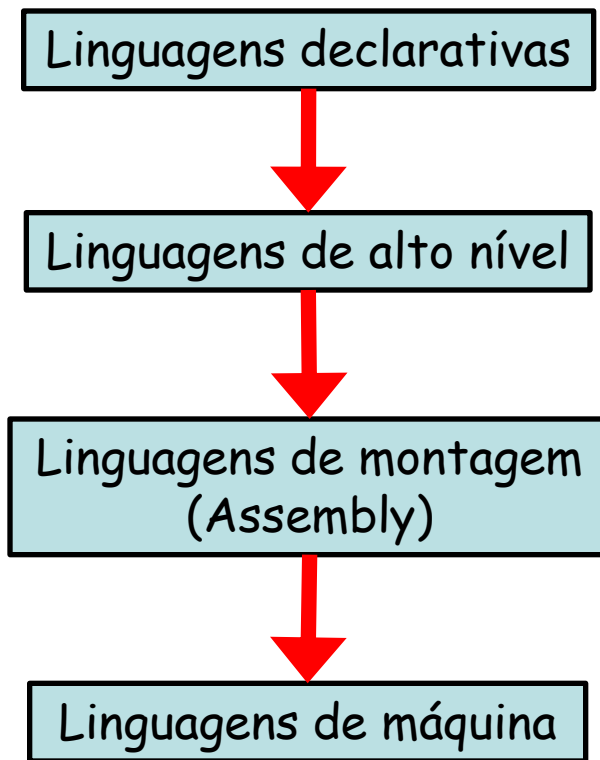 Linguagens declarativas
Linguagens de alto nível
Linguagens de montagem
(Assembly)
Linguagens de máquina